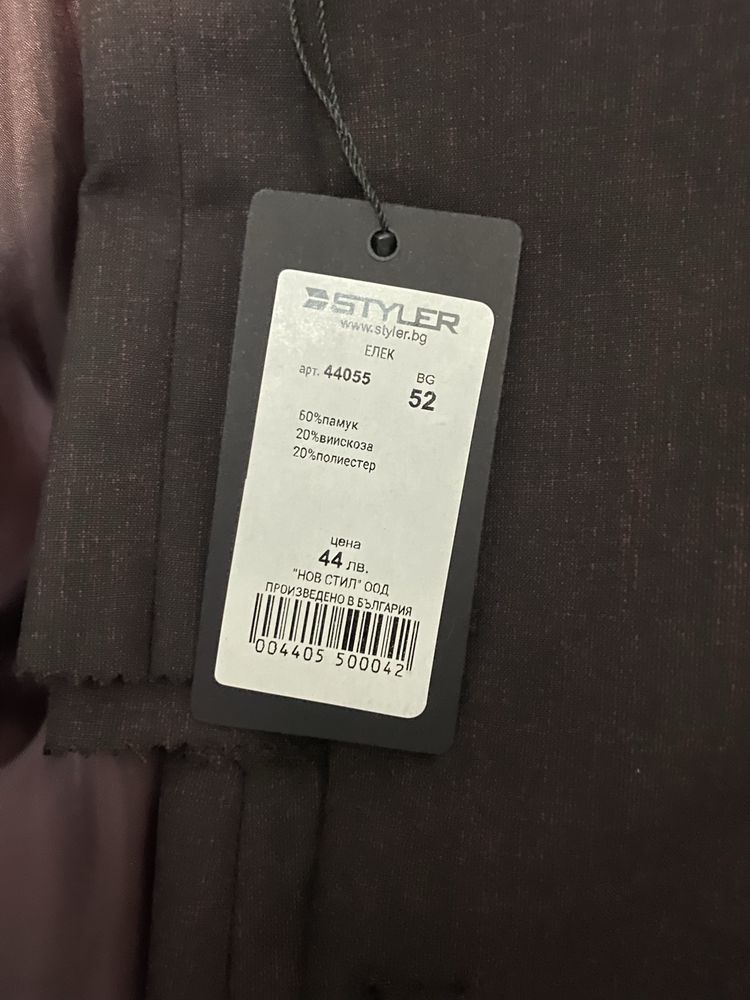 STYLER
www.styler.bg
ЕЛЕК
арт. 44055
BG
52
60%памук
20%виискоза
20%полиестер
цена
44 лв.
"НОВ СТИЛ" ООД
ПРОИЗВЕДЕНО В БЪЛГАРИЯ
004405 500042